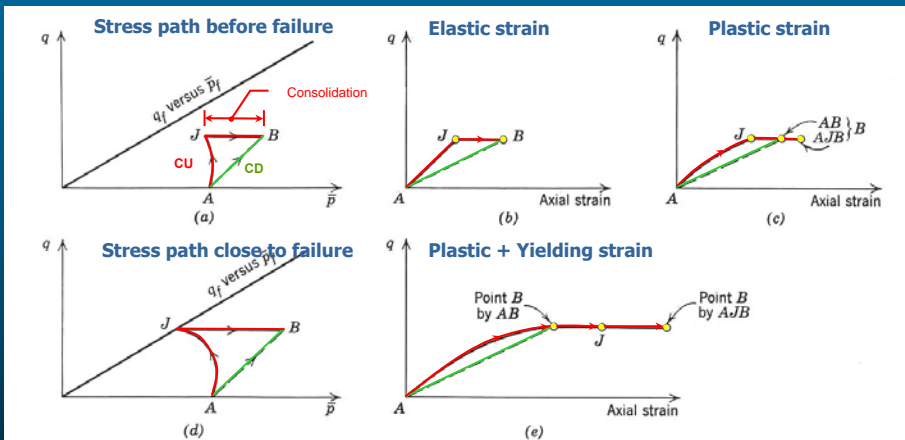 Stress path before failure
q
q_f versus p̄_f
Consolidation
J
B
CU
CD
A
p̄
(a)
Elastic strain
q
J
B
A
Axial strain
(b)
Plastic strain
q
J
AB } B
AJB
A
Axial strain
(c)
Stress path close to failure
q
q_f versus p̄_f
J
B
A
p̄
(d)
Plastic + Yielding strain
q
Point B
by AB
J
Point B
by AJB
A
Axial strain
(e)